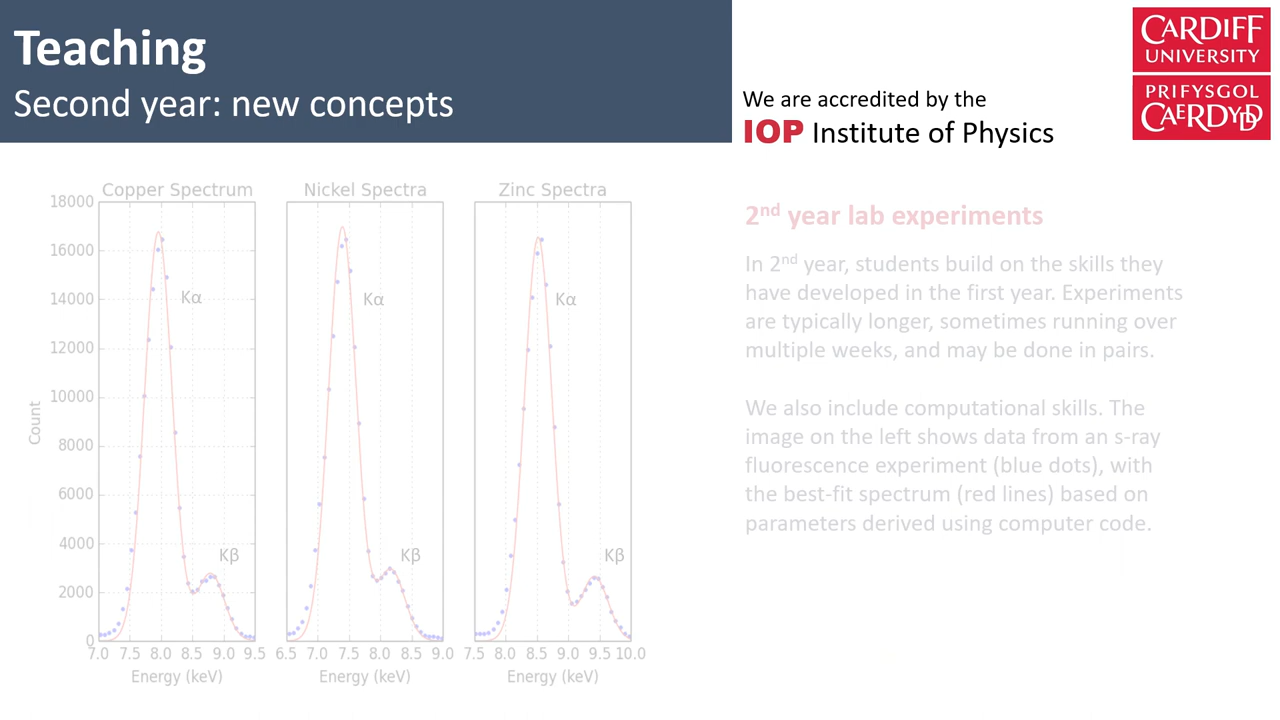 Teaching
Second year: new concepts
We are accredited by the
IOP Institute of Physics
CARDIFF
UNIVERSITY
PRIFYSGOL
CAERDYDD
Copper Spectrum
Nickel Spectra
Zinc Spectra
18000
16000
14000
12000
10000
8000
6000
4000
2000
0
Count
Kα
Kα
Kα
Kβ
Kβ
Kβ
7.0 7.5 8.0 8.5 9.0 9.5
6.5 7.0 7.5 8.0 8.5 9.0
7.5 8.0 8.5 9.0 9.5 10.0
Energy (keV)
Energy (keV)
Energy (keV)
2nd year lab experiments
In 2nd year, students build on the skills they
have developed in the first year. Experiments
are typically longer, sometimes running over
multiple weeks, and may be done in pairs.
We also include computational skills. The
image on the left shows data from an s-ray
fluorescence experiment (blue dots), with
the best-fit spectrum (red lines) based on
parameters derived using computer code.